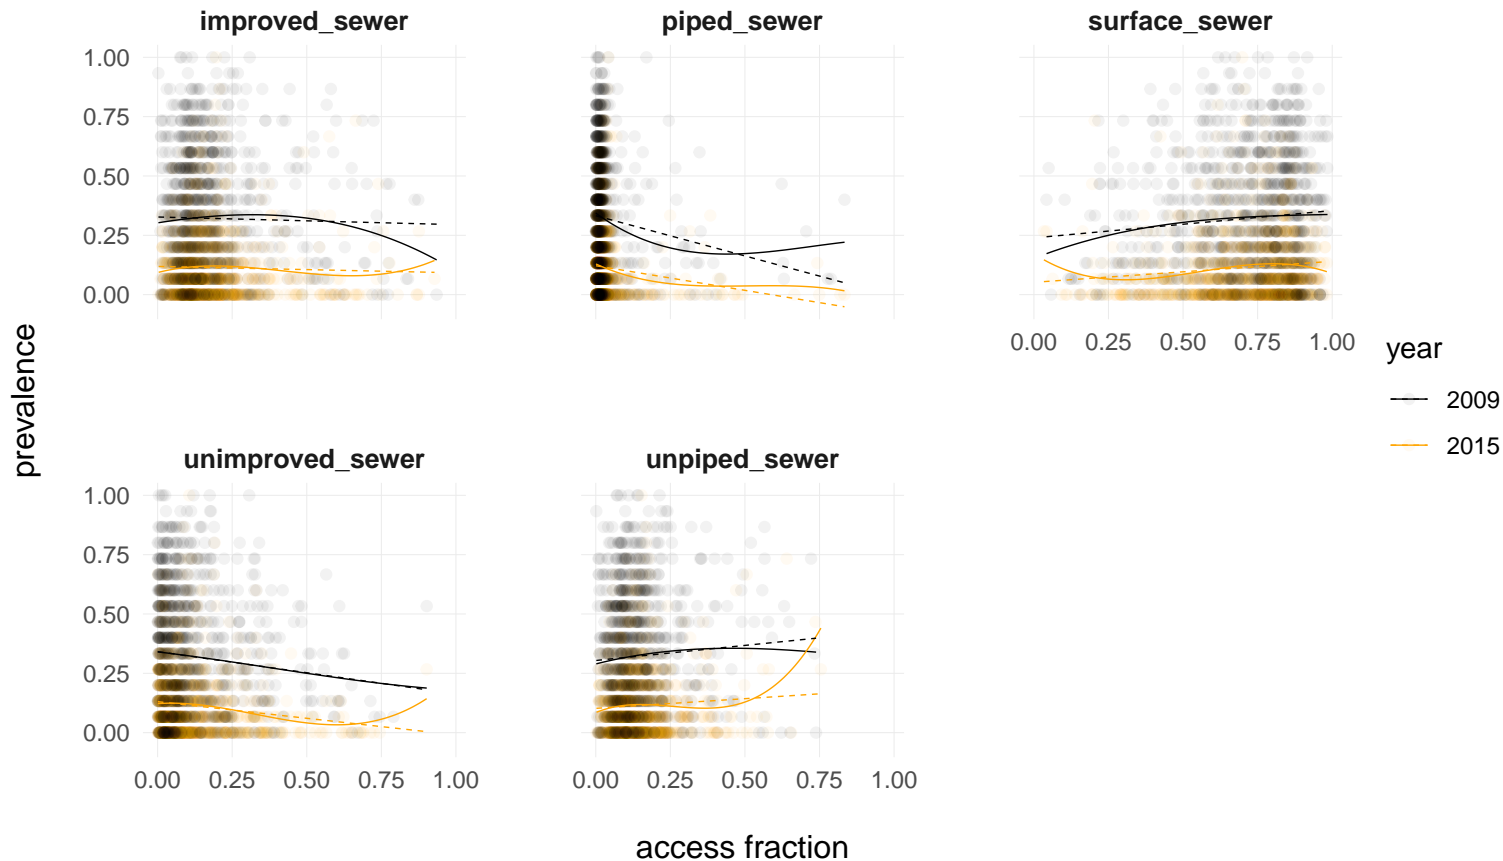 improved_sewer piped_sewer surface_sewer
1.00
0.75
0.50
0.25
0.00
0.00 0.25 0.50 0.75 1.00
prevalence
year
2009
2015
unimproved_sewer unpiped_sewer
1.00
0.75
0.50
0.25
0.00
0.00 0.25 0.50 0.75 1.00 0.00 0.25 0.50 0.75 1.00
access fraction